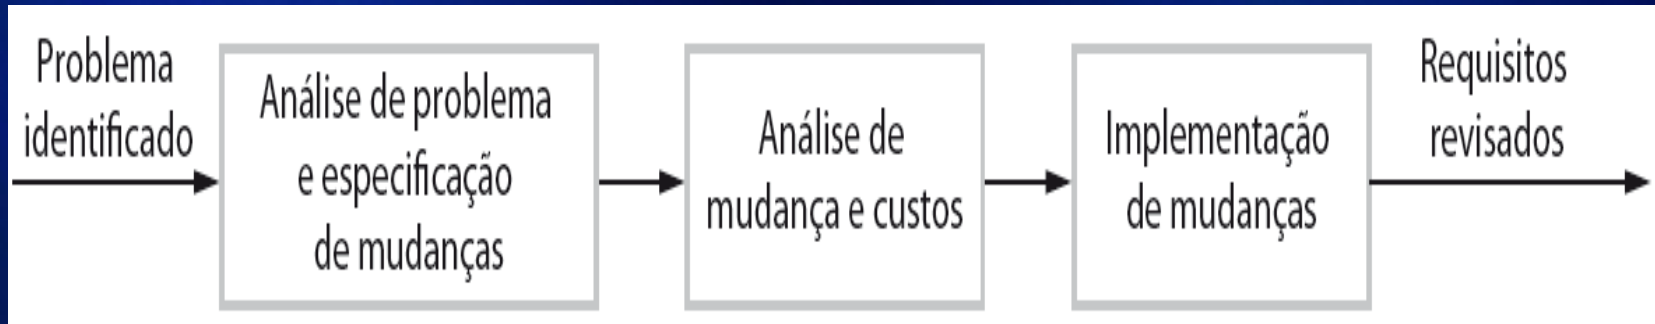 Problema
identificado
Análise de problema
e especificação
de mudanças
Análise de
mudança e custos
Implementação
de mudanças
Requisitos
revisados